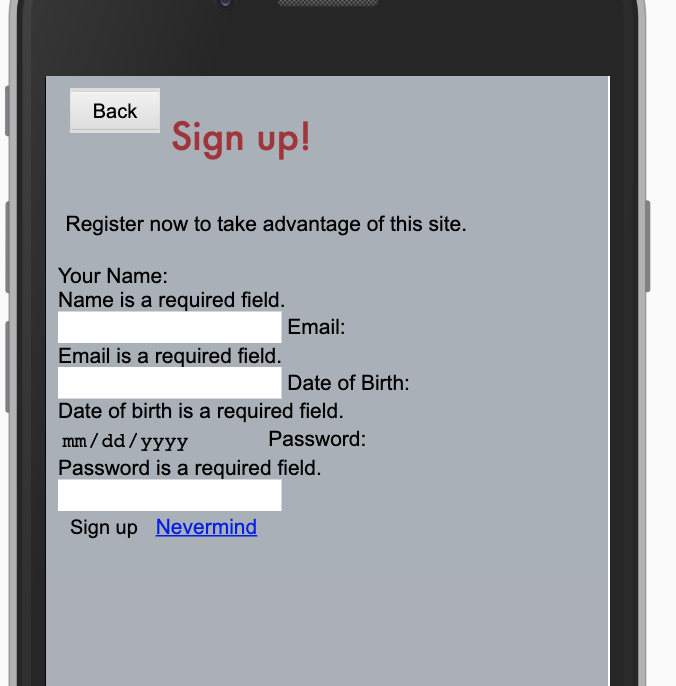 Back
Sign up!
Register now to take advantage of this site.
Your Name:
Name is a required field.
Email:
Email is a required field.
Date of Birth:
Date of birth is a required field.
mm/dd/yyyy Password:
Password is a required field.
Sign up Nevermind